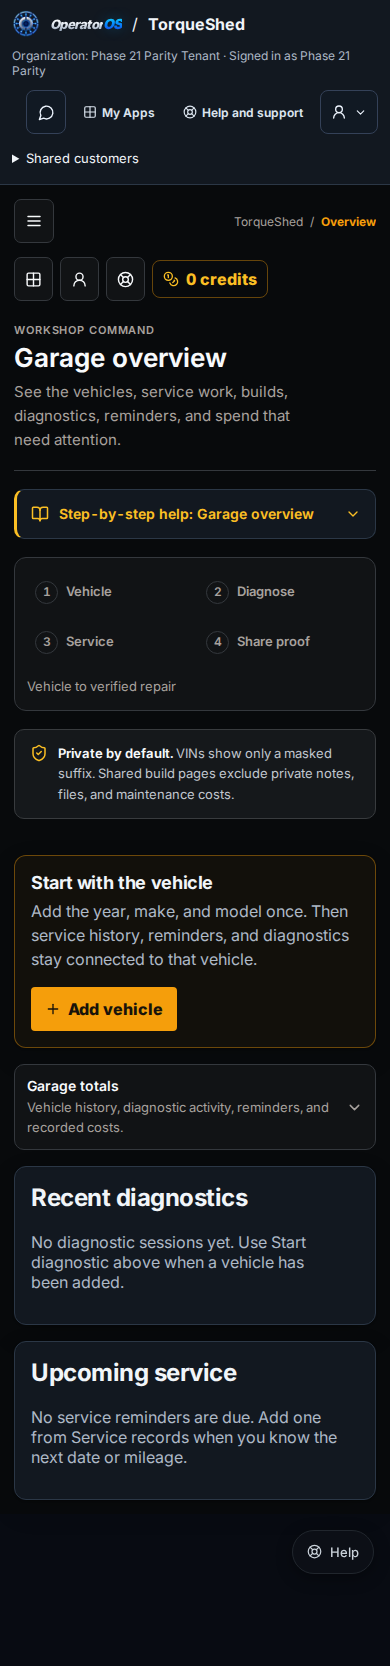 OperatorOS / TorqueShed
Organization: Phase 21 Parity Tenant · Signed in as Phase 21
Parity
My Apps Help and support
Shared customers
TorqueShed / Overview
0 credits
WORKSHOP COMMAND
Garage overview
See the vehicles, service work, builds,
diagnostics, reminders, and spend that
need attention.
Step-by-step help: Garage overview
1 Vehicle 2 Diagnose
3 Service 4 Share proof
Vehicle to verified repair
Private by default. VINs show only a masked
suffix. Shared build pages exclude private notes,
files, and maintenance costs.
Start with the vehicle
Add the year, make, and model once. Then
service history, reminders, and diagnostics
stay connected to that vehicle.
+ Add vehicle
Garage totals
Vehicle history, diagnostic activity, reminders, and
recorded costs.
Recent diagnostics
No diagnostic sessions yet. Use Start
diagnostic above when a vehicle has
been added.
Upcoming service
No service reminders are due. Add one
from Service records when you know the
next date or mileage.
Help